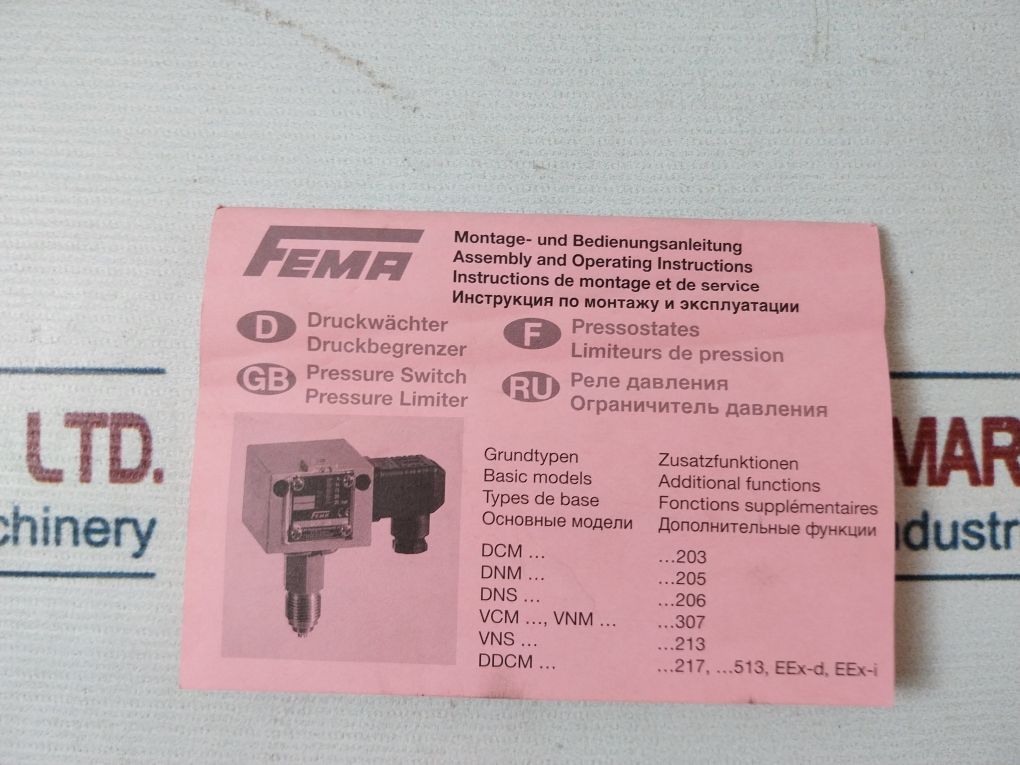 FEMA
Montage- und Bedienungsanleitung
Assembly and Operating Instructions
Instructions de montage et de service
Инструкция по монтажу и эксплуатации
D Druckwächter
Druckbegrenzer
GB Pressure Switch
Pressure Limiter
F Pressostates
Limiteurs de pression
RU Реле давления
Ограничитель давления
FEMA
Grundtypen
Basic models
Types de base
Основные модели
DCM ...
DNM ...
DNS ...
VCM ..., VNM ...
VNS ...
DDCM ...
Zusatzfunktionen
Additional functions
Fonctions supplémentaires
Дополнительные функции
...203
...205
...206
...307
...213
...217, ...513, EEx-d, EEx-i
LTD.
chinery
MAR
ndustr